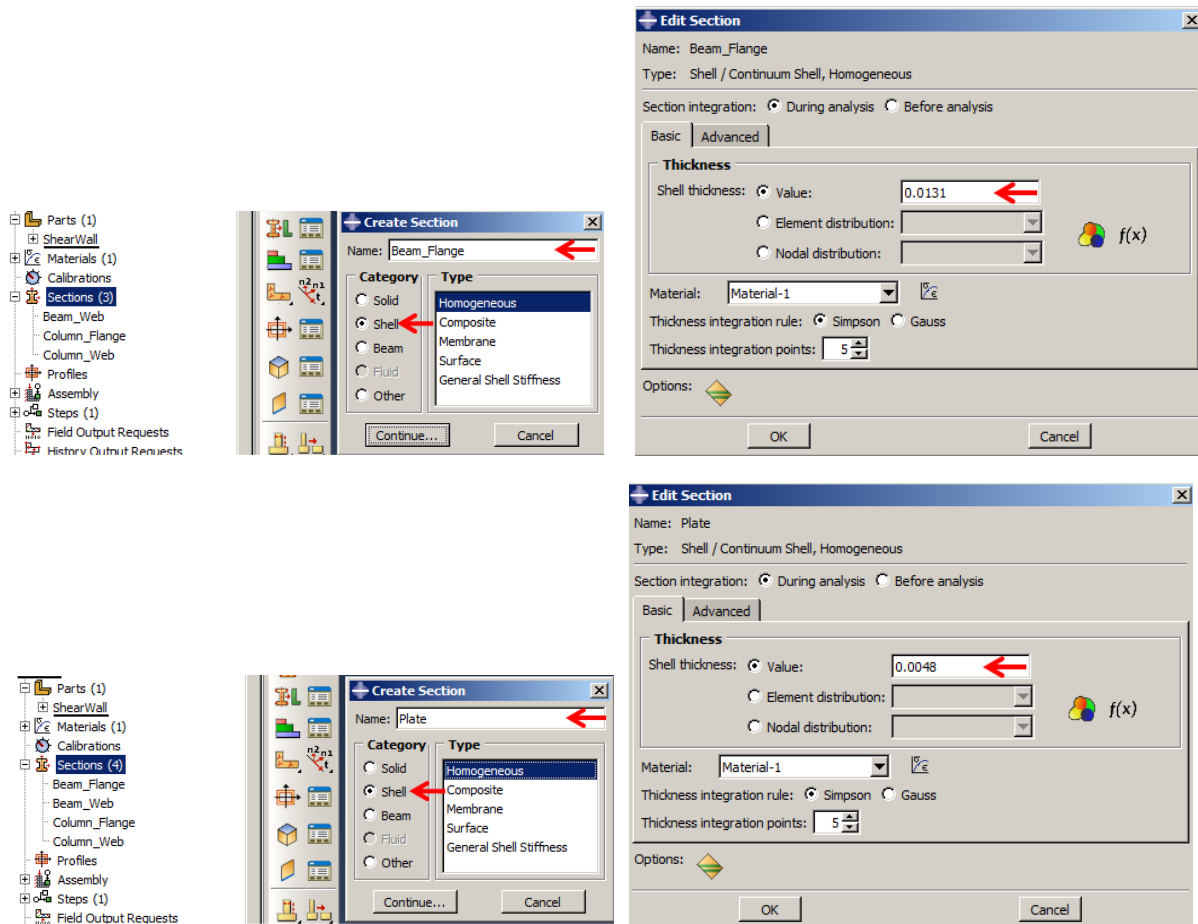 Edit Section
Name: Beam_Flange
Type: Shell / Continuum Shell, Homogeneous
Section integration: During analysis Before analysis
Basic Advanced
Thickness
Shell thickness: Value: 0.0131
Element distribution:
Nodal distribution:
f(x)
Material: Material-1
Thickness integration rule: Simpson Gauss
Thickness integration points: 5
Options:
OK Cancel
Parts (1)
ShearWall
Materials (1)
Calibrations
Sections (3)
Beam_Web
Column_Flange
Column_Web
Profiles
Assembly
Steps (1)
Field Output Requests
History Output Requests
Create Section
Name: Beam_Flange
Category Type
Solid
Shell
Beam
Fluid
Other
Homogeneous
Composite
Membrane
Surface
General Shell Stiffness
Continue... Cancel
Edit Section
Name: Plate
Type: Shell / Continuum Shell, Homogeneous
Section integration: During analysis Before analysis
Basic Advanced
Thickness
Shell thickness: Value: 0.0048
Element distribution:
Nodal distribution:
f(x)
Material: Material-1
Thickness integration rule: Simpson Gauss
Thickness integration points: 5
Options:
OK Cancel
Parts (1)
ShearWall
Materials (1)
Calibrations
Sections (4)
Beam_Flange
Beam_Web
Column_Flange
Column_Web
Profiles
Assembly
Steps (1)
Field Output Requests
Create Section
Name: Plate
Category Type
Solid
Shell
Beam
Fluid
Other
Homogeneous
Composite
Membrane
Surface
General Shell Stiffness
Continue... Cancel